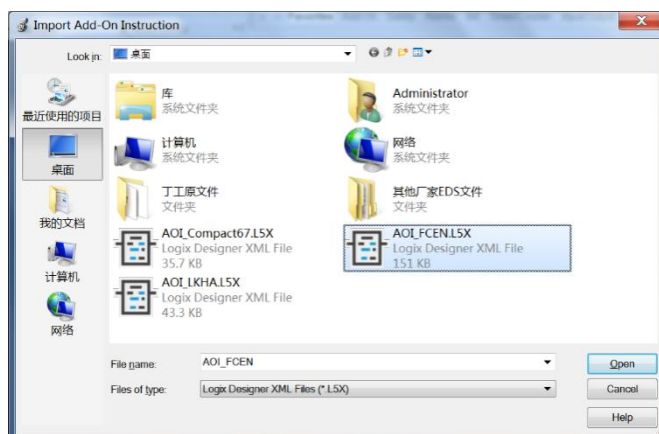 Import Add-On Instruction
Look in:
桌面
最近使用的项目
桌面
我的文档
计算机
网络
库
系统文件夹
Administrator
系统文件夹
计算机
系统文件夹
网络
系统文件夹
丁工原文件
文件夹
其他厂家EDS文件
文件夹
AOI_Compact67.L5X
Logix Designer XML File
35.7 KB
AOI_FCEN.L5X
Logix Designer XML File
151 KB
AOI_LKHA.L5X
Logix Designer XML File
43.3 KB
File name:
AOI_FCEN
Open
Files of type:
Logix Designer XML Files (*.L5X)
Cancel
Help